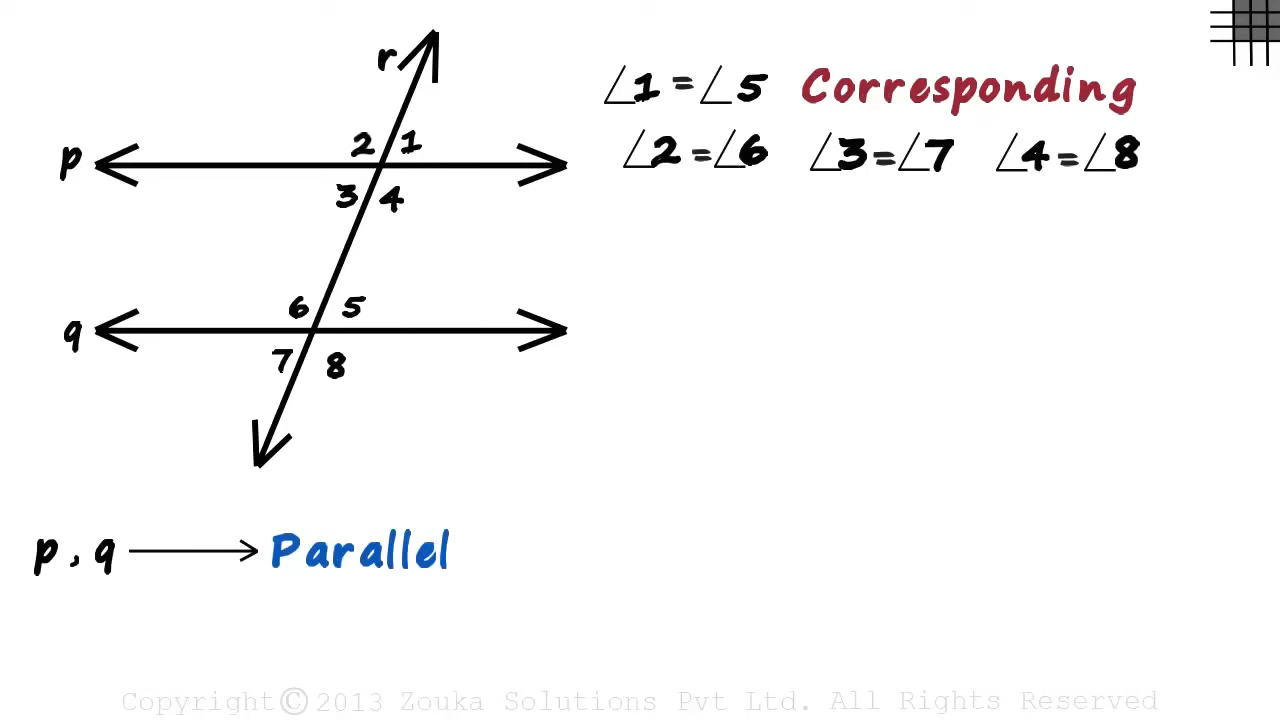 r
∠1 = ∠5 Corresponding
p
2 1
∠2 = ∠6 ∠3 = ∠7 ∠4 = ∠8
3 4
6 5
q
7 8
p , q → Parallel
Copyright © 2013 Zouka Solutions Pvt Ltd. All Rights Reserved